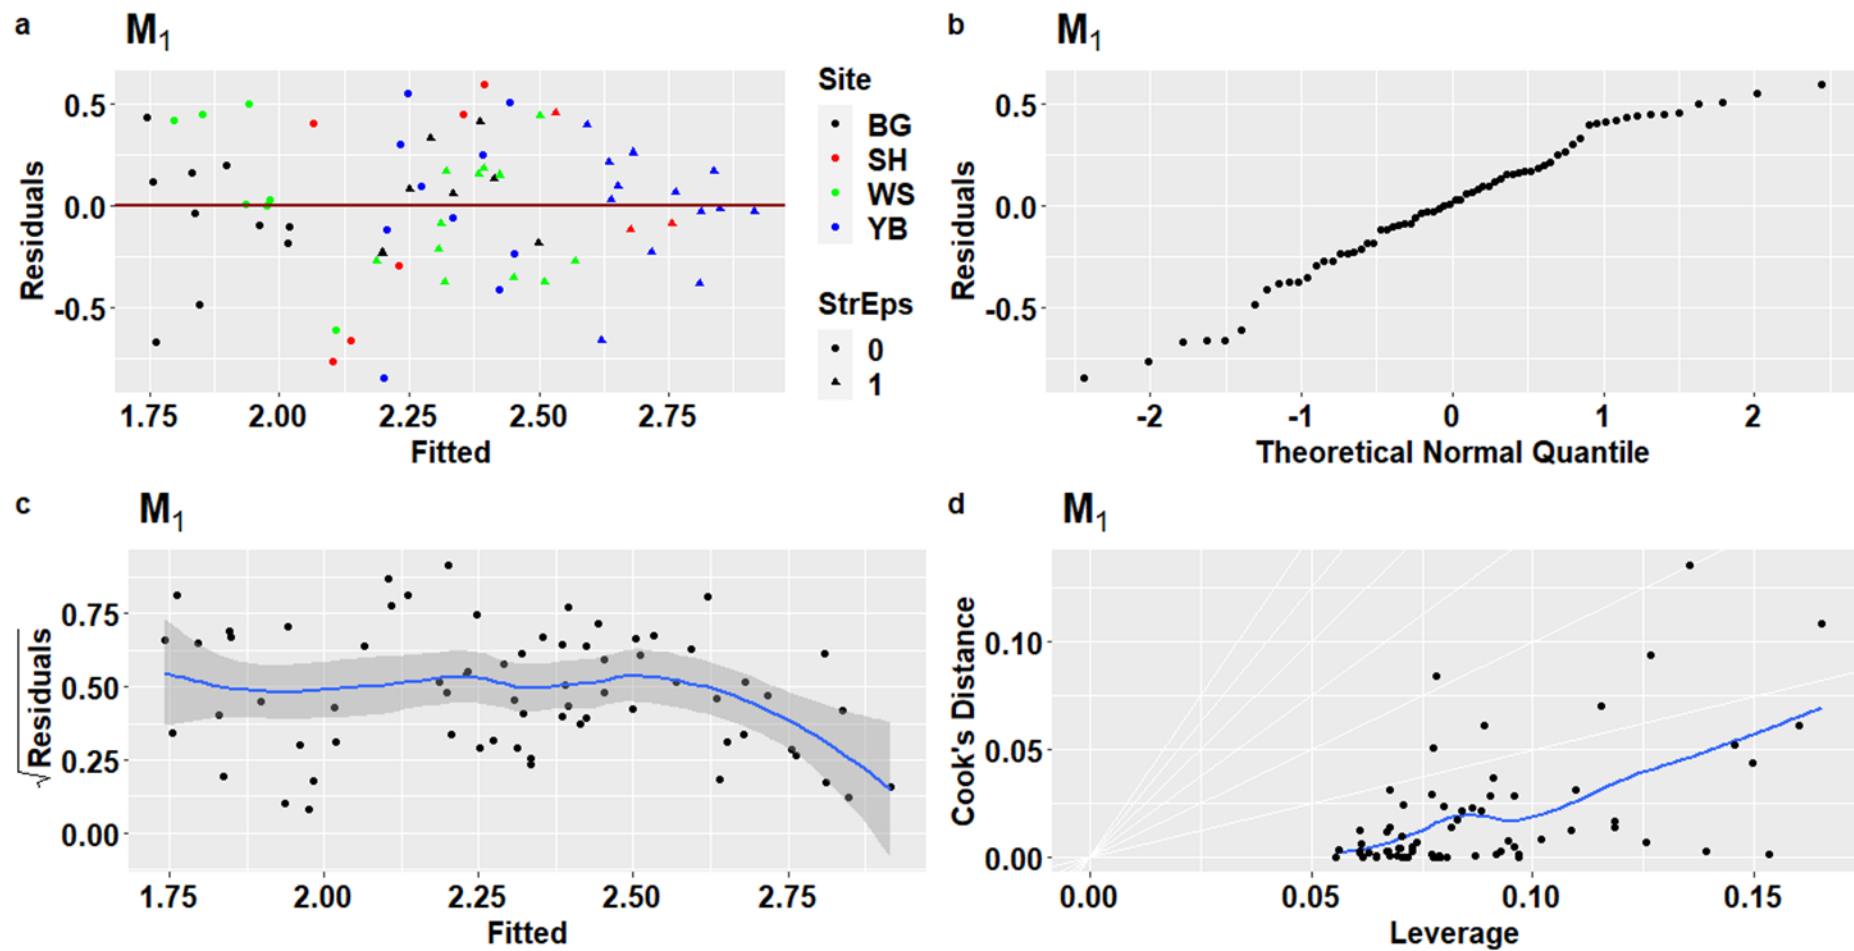 a
M1
0.5
0.0
-0.5
Residuals
1.75 2.00 2.25 2.50 2.75
Fitted
Site
BG
SH
WS
YB
StrEps
0
1
b
M1
0.5
0.0
-0.5
Residuals
-2 -1 0 1 2
Theoretical Normal Quantile
c
M1
0.75
0.50
0.25
0.00
√Residuals
1.75 2.00 2.25 2.50 2.75
Fitted
d
M1
0.10
0.05
0.00
Cook's Distance
0.00 0.05 0.10 0.15
Leverage